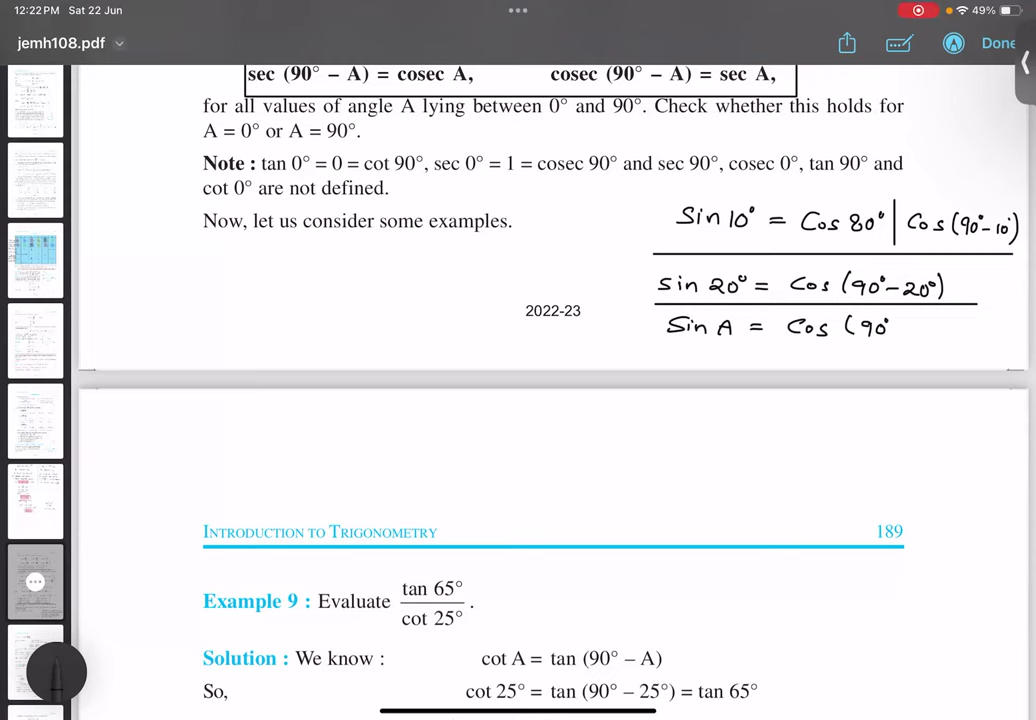 12:22 PM Sat 22 Jun
49%
jemh108.pdf
Done
sec (90° – A) = cosec A, cosec (90° – A) = sec A,
for all values of angle A lying between 0° and 90°. Check whether this holds for
A = 0° or A = 90°.
Note : tan 0° = 0 = cot 90°, sec 0° = 1 = cosec 90° and sec 90°, cosec 0°, tan 90° and
cot 0° are not defined.
Now, let us consider some examples.
Sin 10° = Cos 80° | Cos (90°– 10°)
sin 20° = Cos (90°– 20°)
Sin A = Cos (90°
2022-23
INTRODUCTION TO TRIGONOMETRY 189
Example 9 : Evaluate tan 65° / cot 25° .
Solution : We know : cot A = tan (90° – A)
So, cot 25° = tan (90° – 25°) = tan 65°